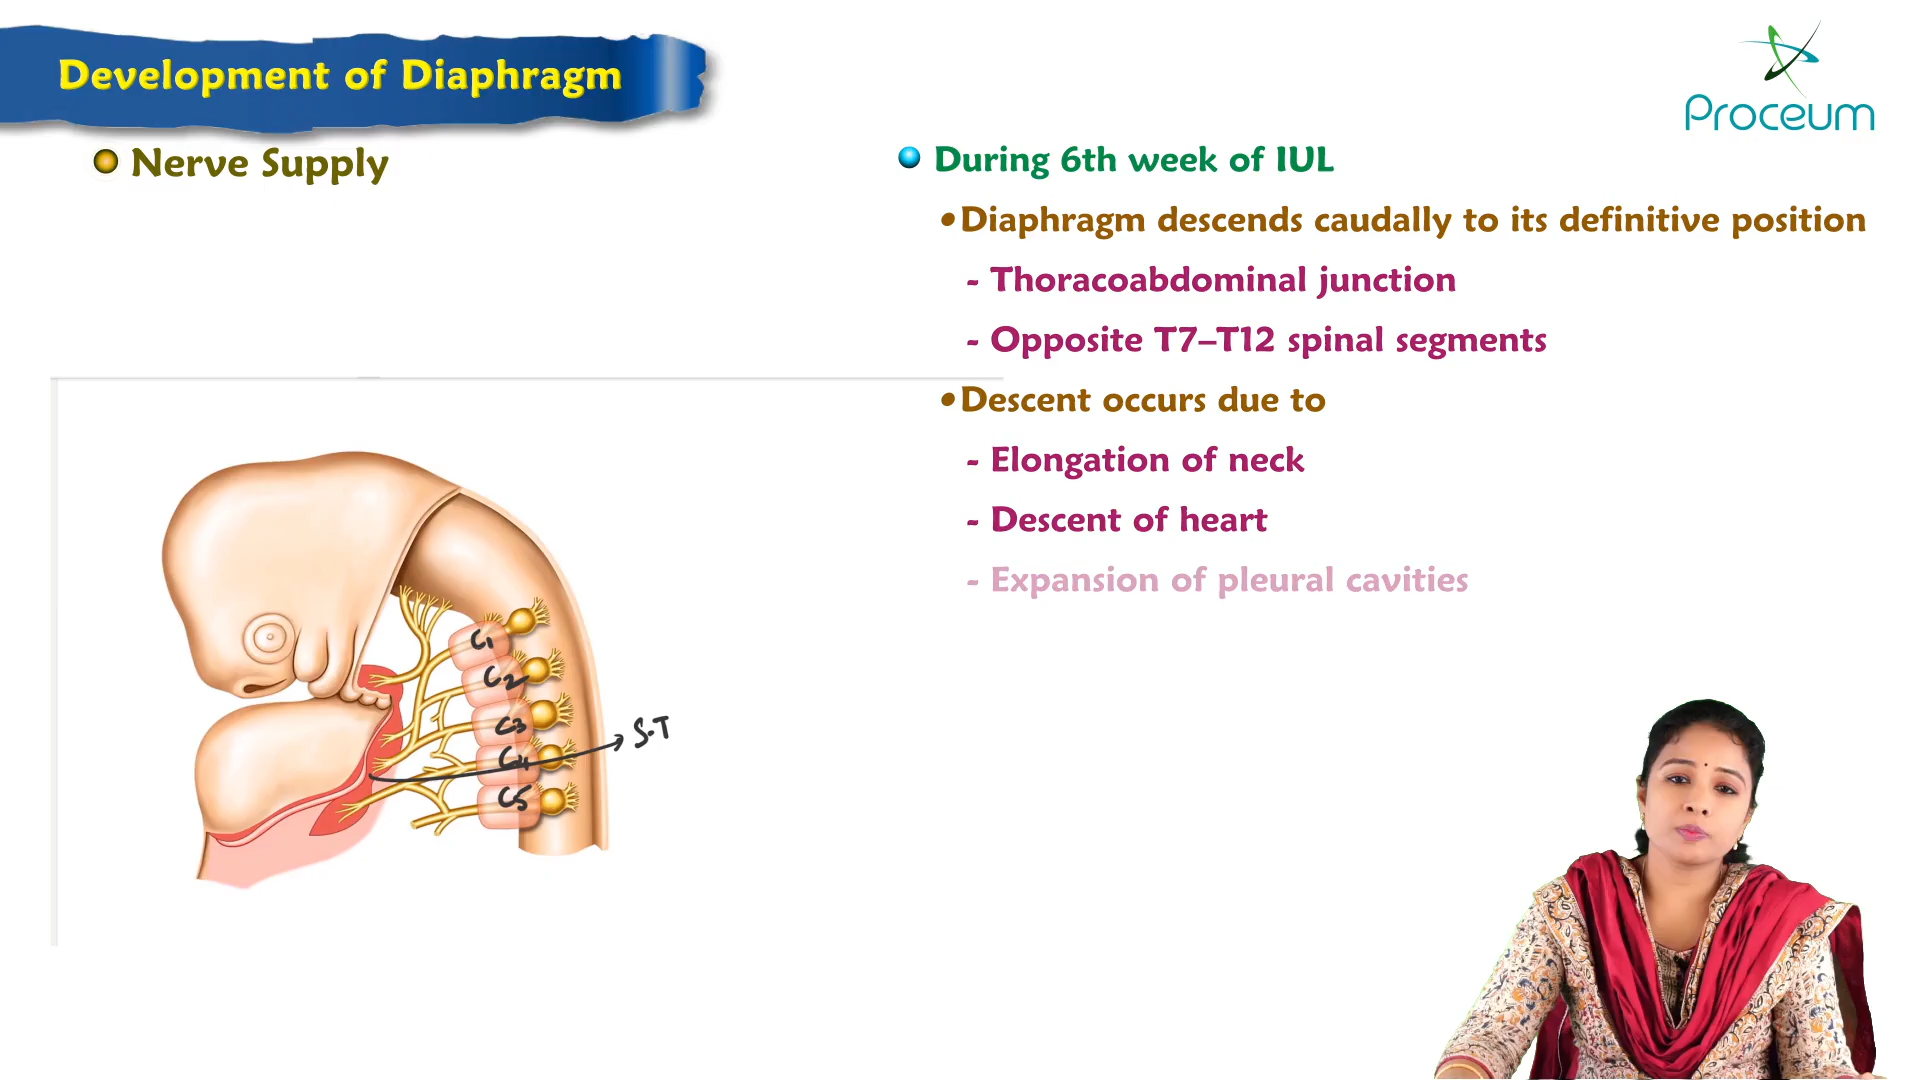 Development of Diaphragm
Proceum
Nerve Supply
During 6th week of IUL
•Diaphragm descends caudally to its definitive position
- Thoracoabdominal junction
- Opposite T7–T12 spinal segments
•Descent occurs due to
- Elongation of neck
- Descent of heart
- Expansion of pleural cavities
C1
C2
C3
C4
C5
S.T